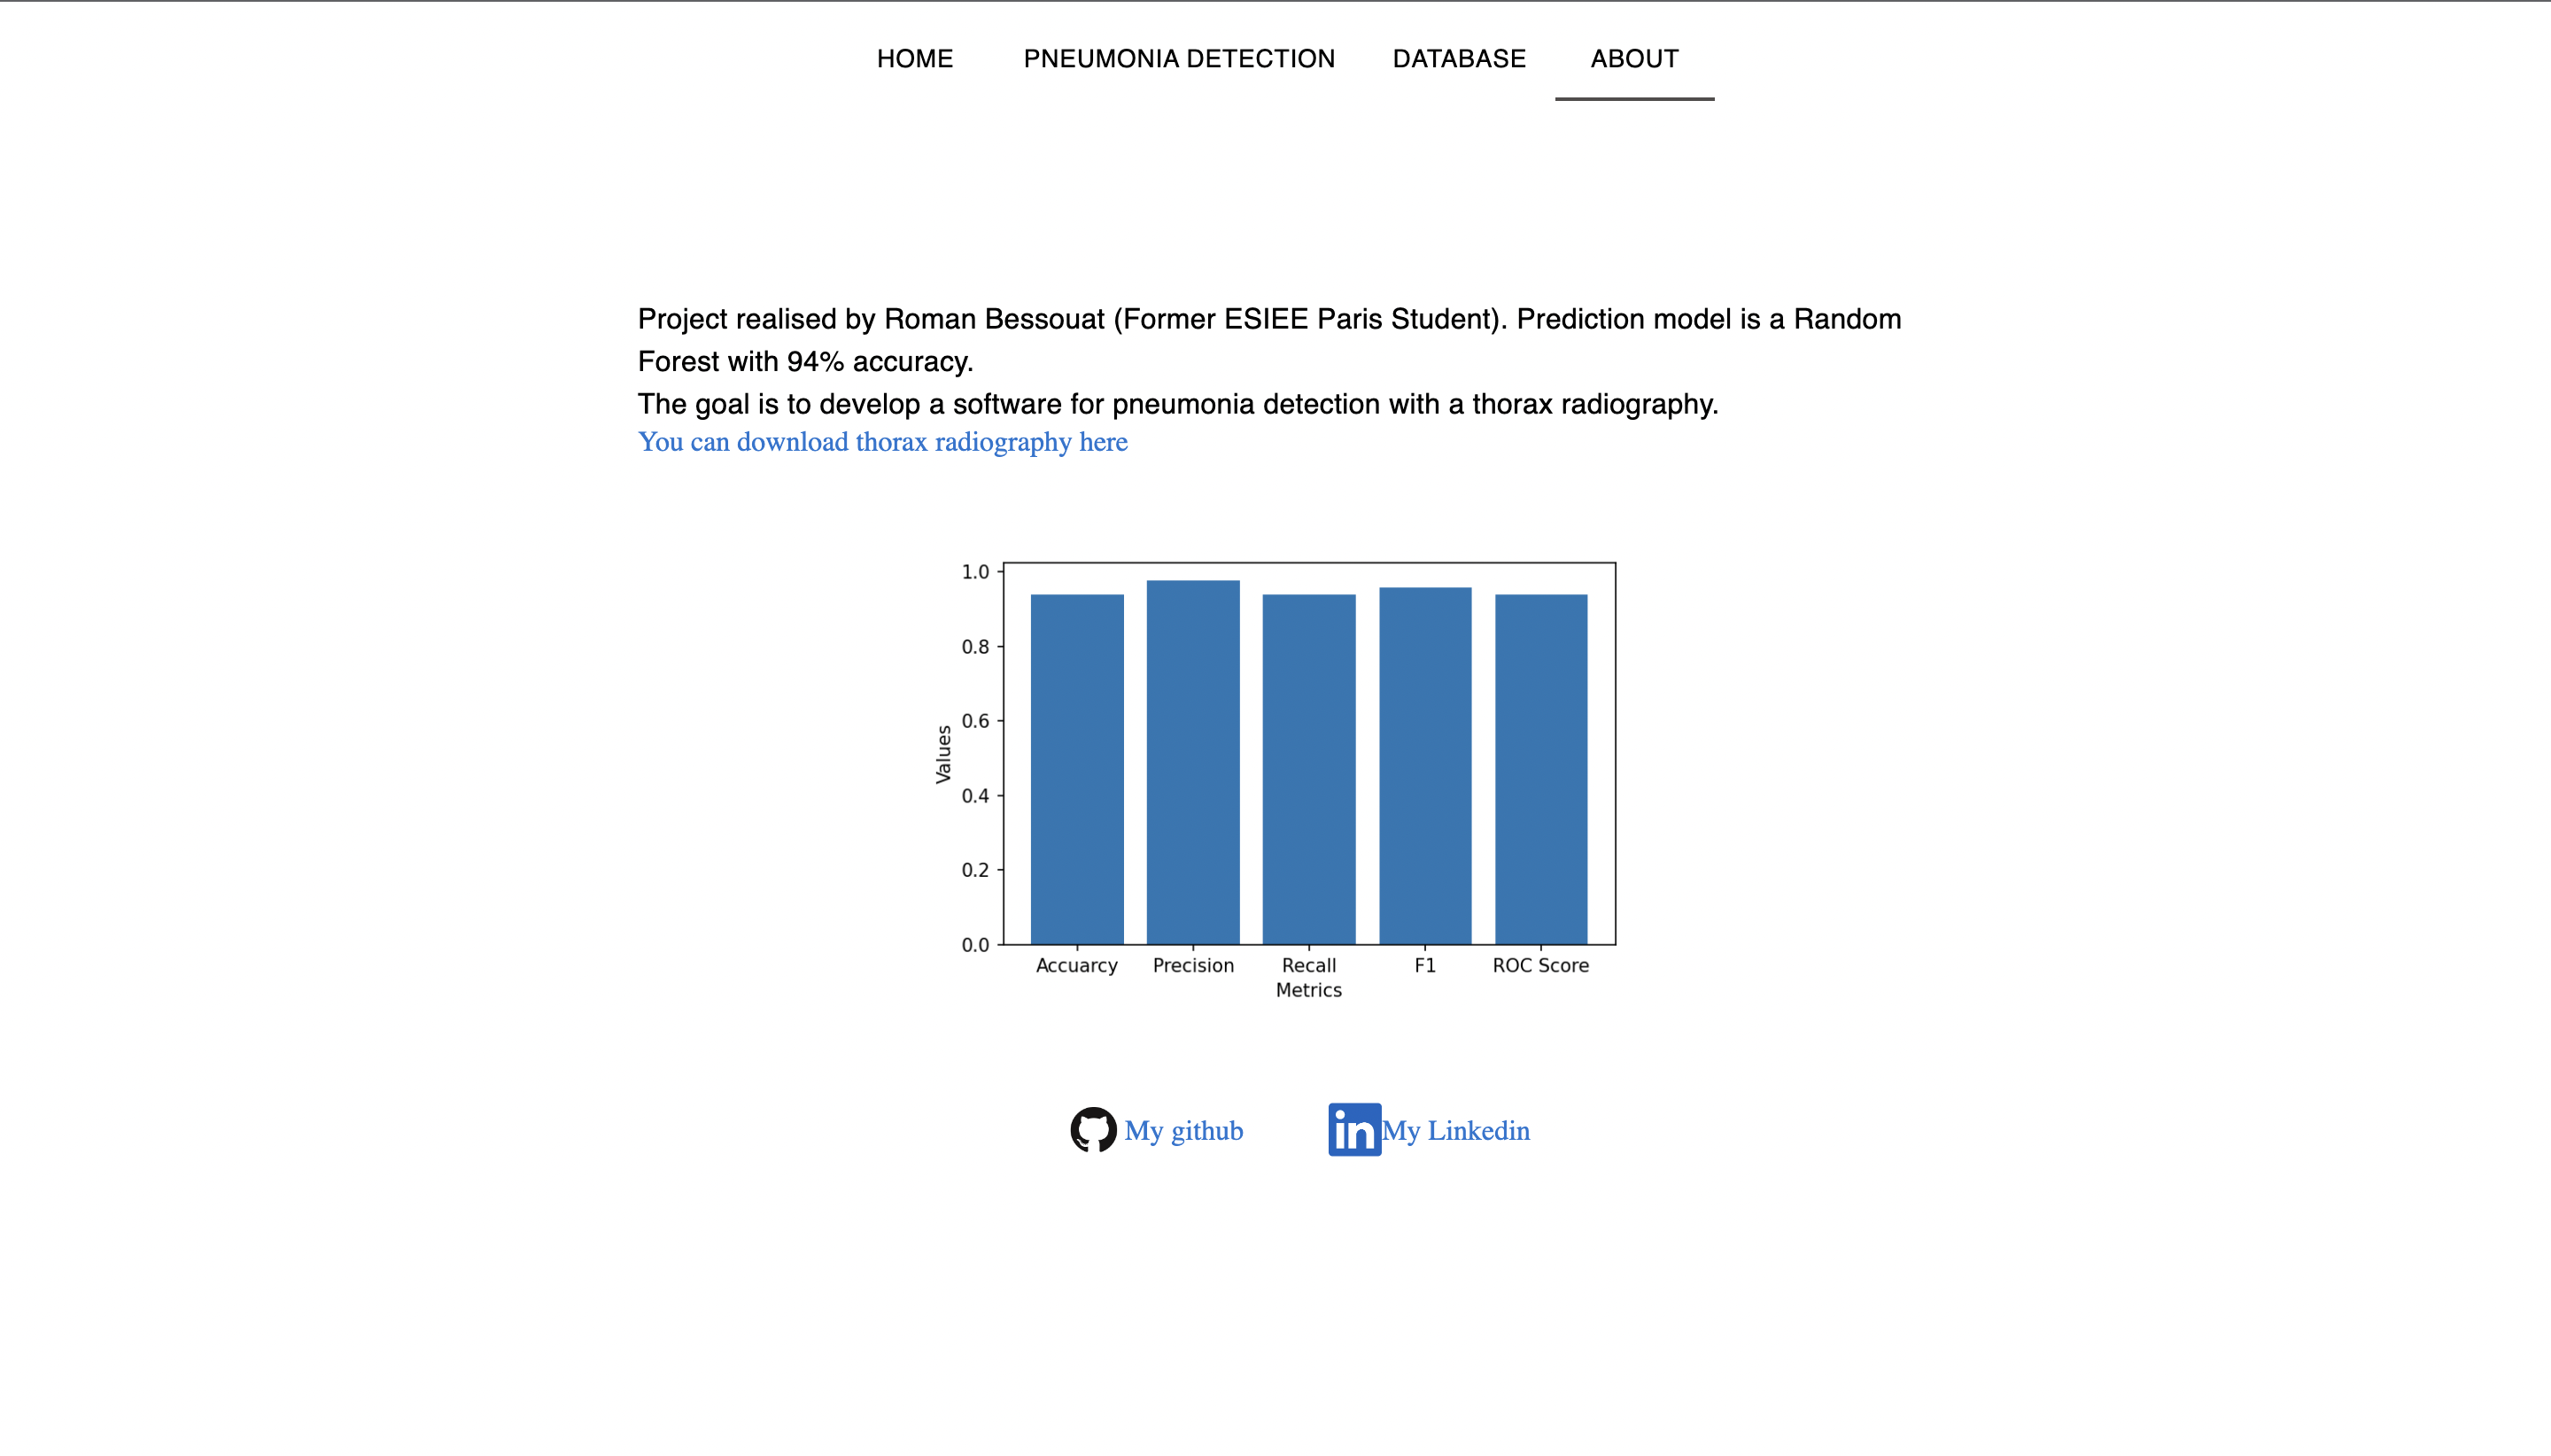 HOME PNEUMONIA DETECTION DATABASE ABOUT
Project realised by Roman Bessouat (Former ESIEE Paris Student). Prediction model is a Random
Forest with 94% accuracy.
The goal is to develop a software for pneumonia detection with a thorax radiography.
You can download thorax radiography here
1.0
0.8
0.6
0.4
0.2
0.0
Values
Accuarcy Precision Recall F1 ROC Score
Metrics
My github in My Linkedin